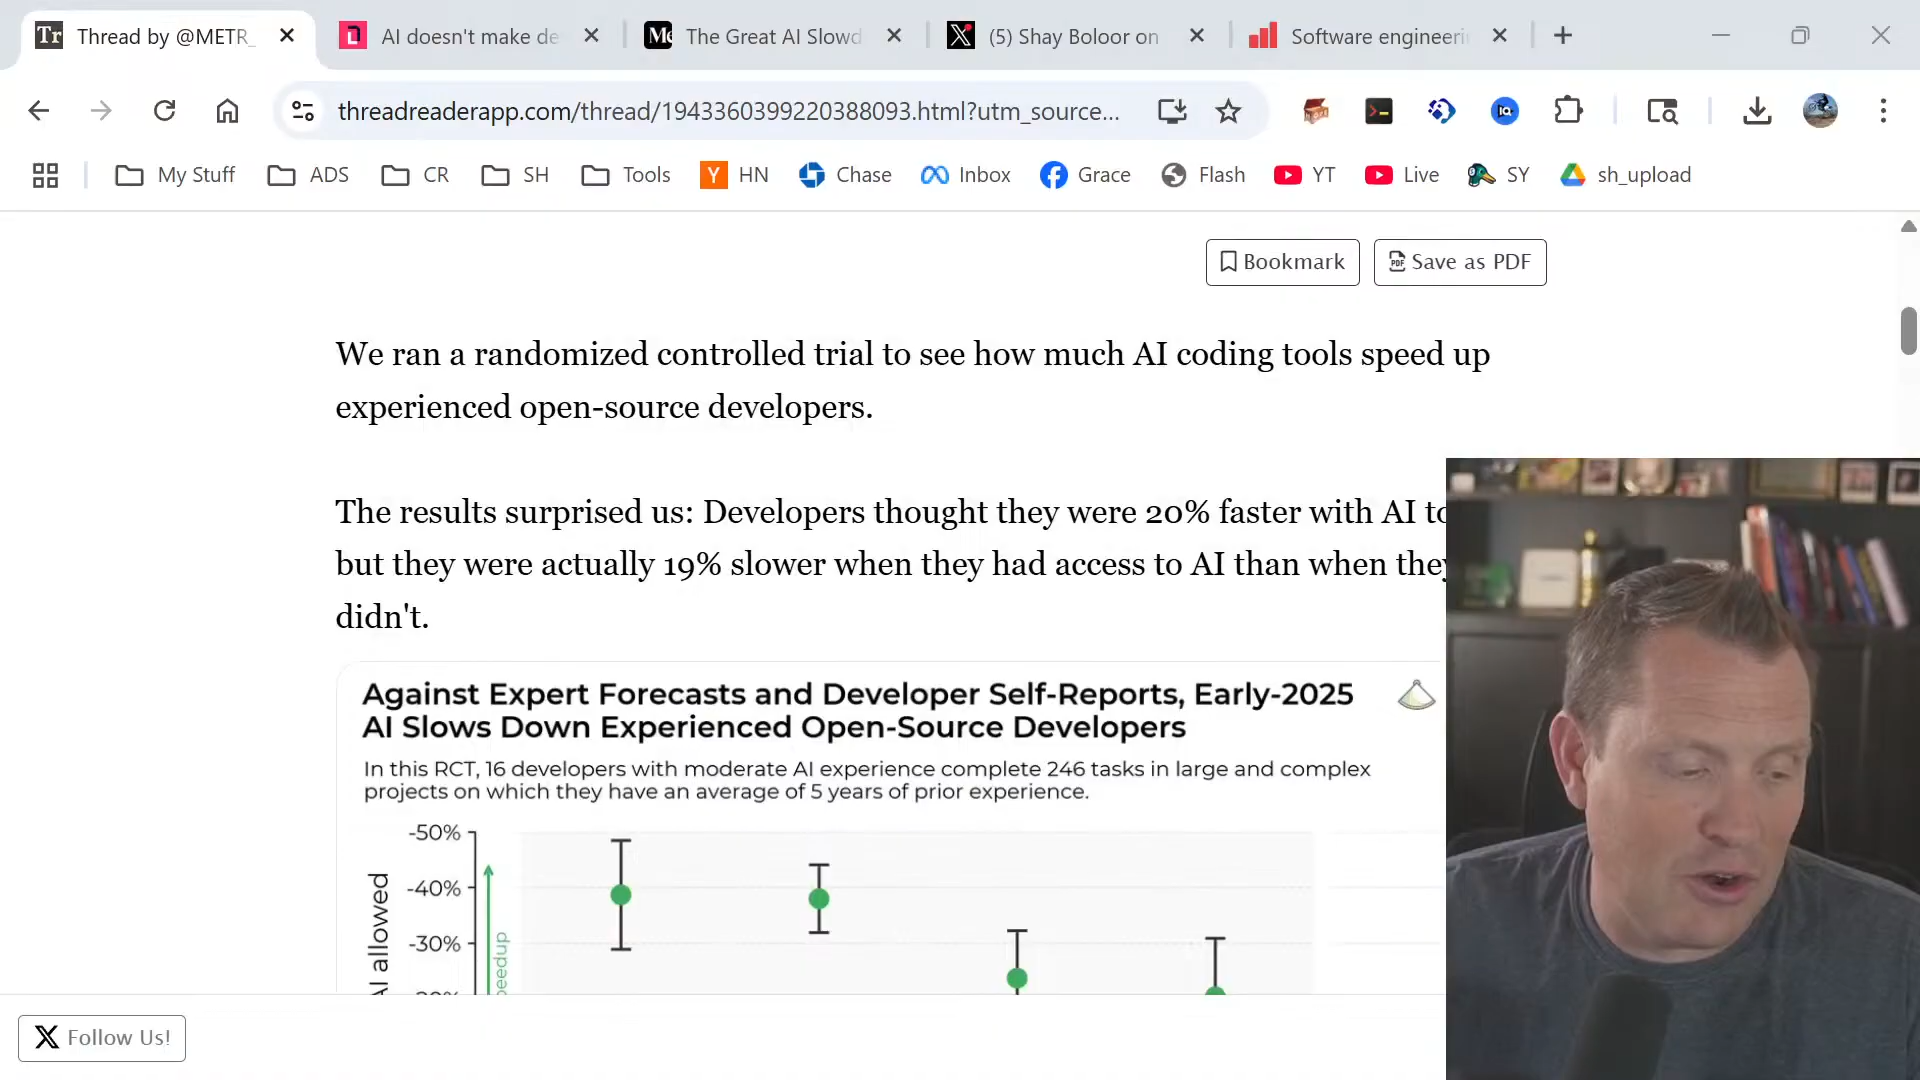 Tr Thread by @METR_
AI doesn't make de
Me The Great AI Slowd
(5) Shay Boloor on
Software engineeri
threadreaderapp.com/thread/1943360399220388093.html?utm_source...
My Stuff
ADS
CR
SH
Tools
Y HN
Chase
Inbox
Grace
Flash
YT
Live
SY
sh_upload
Bookmark
PDF Save as PDF
We ran a randomized controlled trial to see how much AI coding tools speed up
experienced open-source developers.
The results surprised us: Developers thought they were 20% faster with AI to
but they were actually 19% slower when they had access to AI than when they
didn't.
Against Expert Forecasts and Developer Self-Reports, Early-2025
AI Slows Down Experienced Open-Source Developers
In this RCT, 16 developers with moderate AI experience complete 246 tasks in large and complex
projects on which they have an average of 5 years of prior experience.
-50%
-40%
-30%
AI allowed
peedup
X Follow Us!